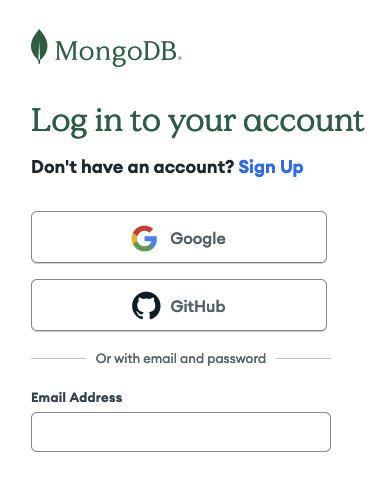 MongoDB.
Log in to your account
Don't have an account? Sign Up
Google
GitHub
Or with email and password
Email Address